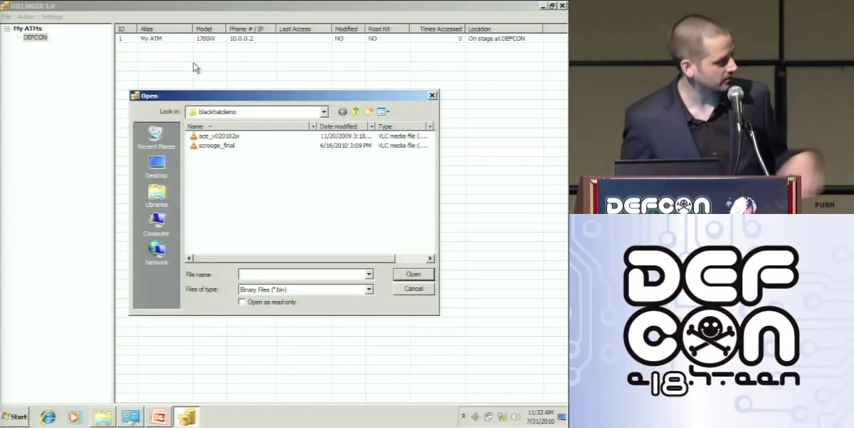 DILLINGER 1.0
File Action Settings
My ATMs
DEFCON
ID Alias Model Phone # / IP Last Access Modified Root Kit Times Accessed Location
1 My ATM 1700W 10.0.0.2 NO NO 0 On stage at DEFCON
Open
Look in: blackhatdemo
Name Date modified Type
aot_v020102w 11/20/2009 3:18... VLC media file (....
scrooge_final 6/16/2010 3:09 PM VLC media file (....
Recent Places
Desktop
Libraries
Computer
Network
File name: Open
Files of type: Binary Files (*.bin) Cancel
Open as read-only
Start
11:32 AM
7/31/2010
DEFCON
PUSH
DEF
CON
e18h.teen